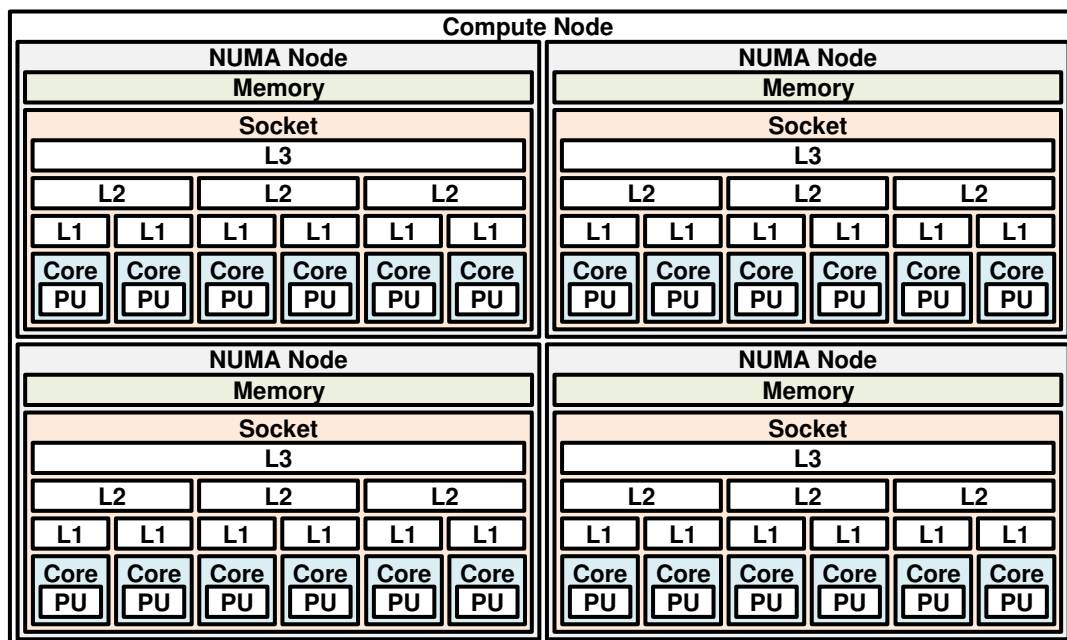 Compute Node
NUMA Node NUMA Node
Memory Memory
Socket Socket
L3 L3
L2 L2 L2 L2 L2 L2
L1 L1 L1 L1 L1 L1 L1 L1 L1 L1 L1 L1
Core Core Core Core Core Core Core Core Core Core Core Core
PU PU PU PU PU PU PU PU PU PU PU PU
NUMA Node NUMA Node
Memory Memory
Socket Socket
L3 L3
L2 L2 L2 L2 L2 L2
L1 L1 L1 L1 L1 L1 L1 L1 L1 L1 L1 L1
Core Core Core Core Core Core Core Core Core Core Core Core
PU PU PU PU PU PU PU PU PU PU PU PU